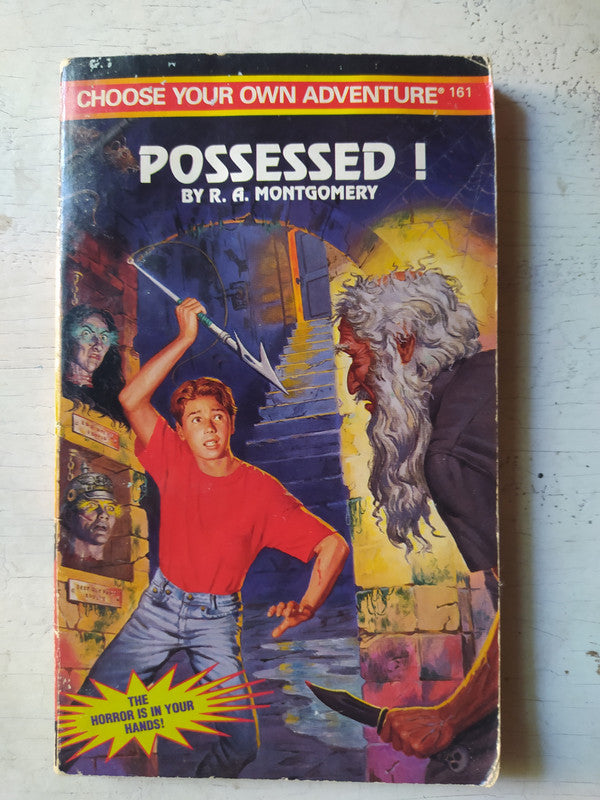 CHOOSE YOUR OWN ADVENTURE® 161
POSSESSED !
BY R. A. MONTGOMERY
THE
HORROR IS IN YOUR
HANDS!